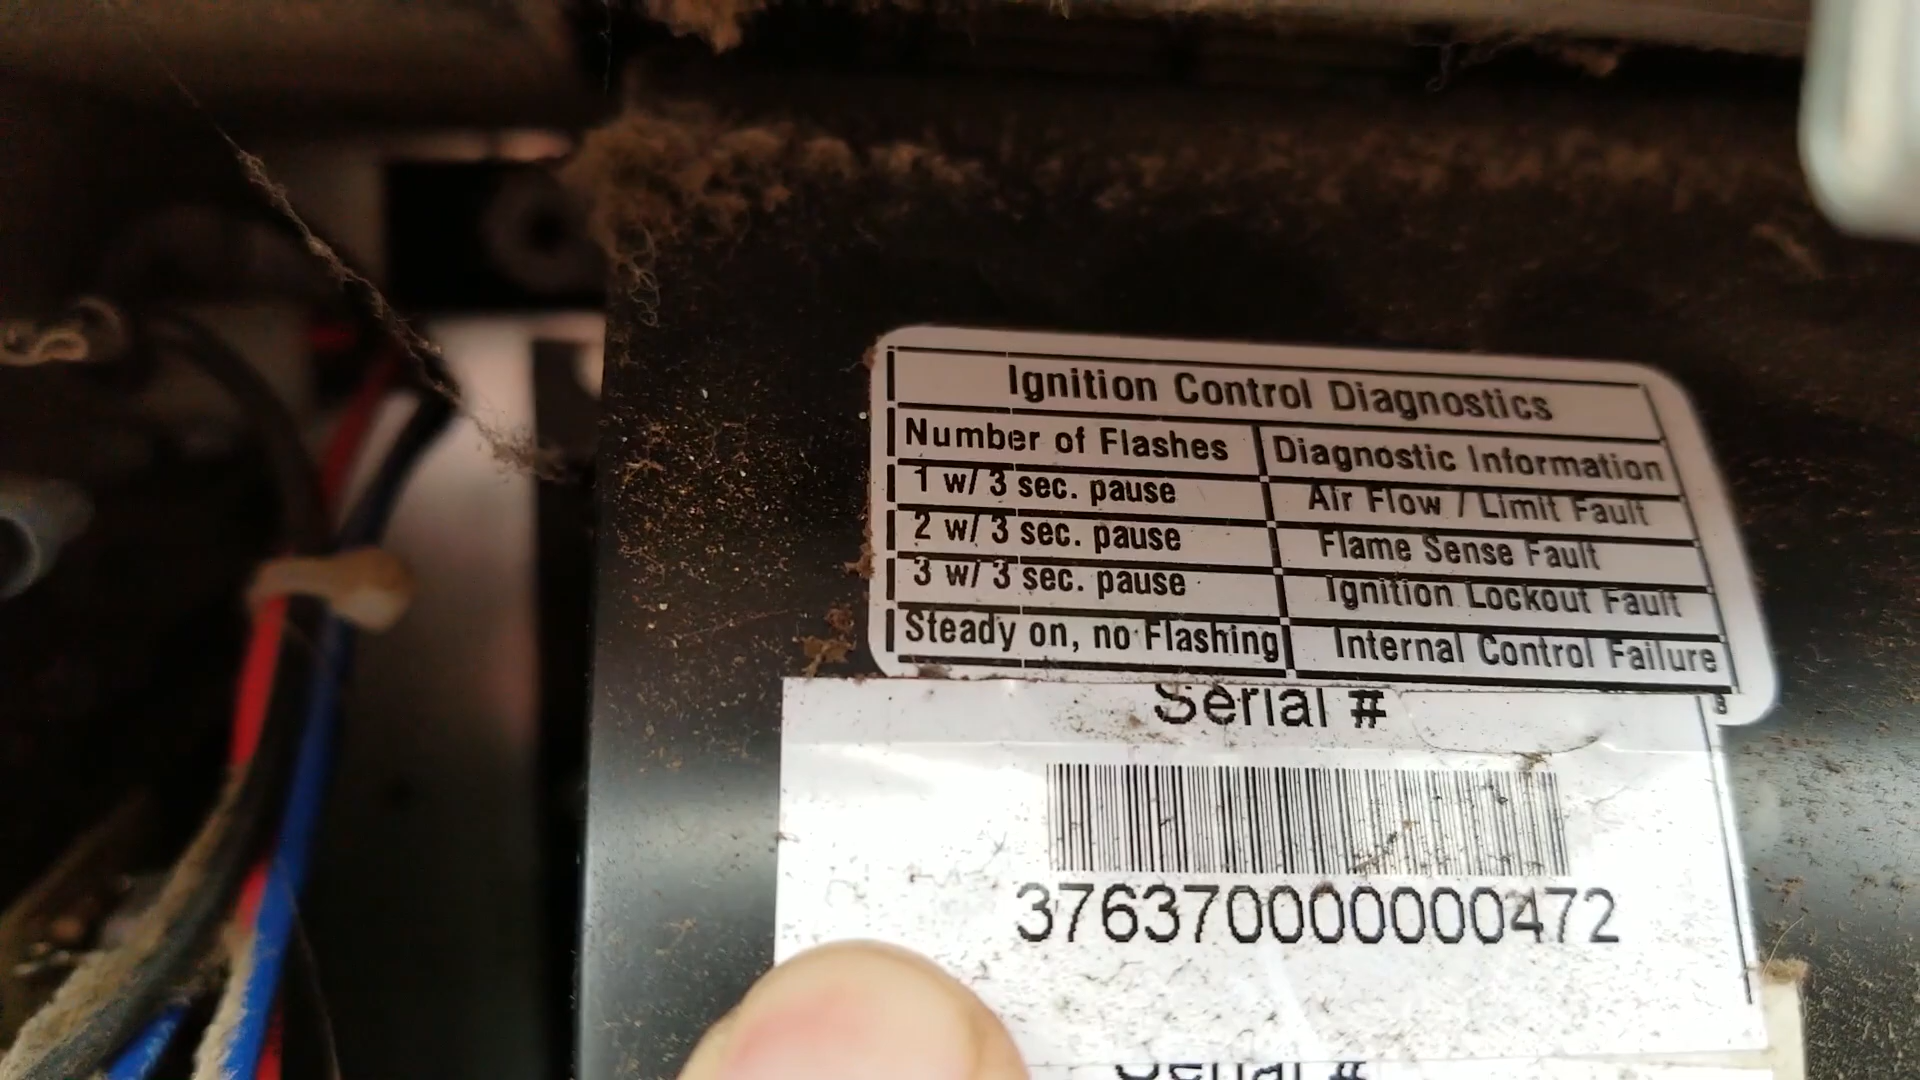 Ignition Control Diagnostics
Number of Flashes Diagnostic Information
1 w/ 3 sec. pause Air Flow / Limit Fault
2 w/ 3 sec. pause Flame Sense Fault
3 w/ 3 sec. pause Ignition Lockout Fault
Steady on, no Flashing Internal Control Failure
Serial #
376370000000472
Serial #